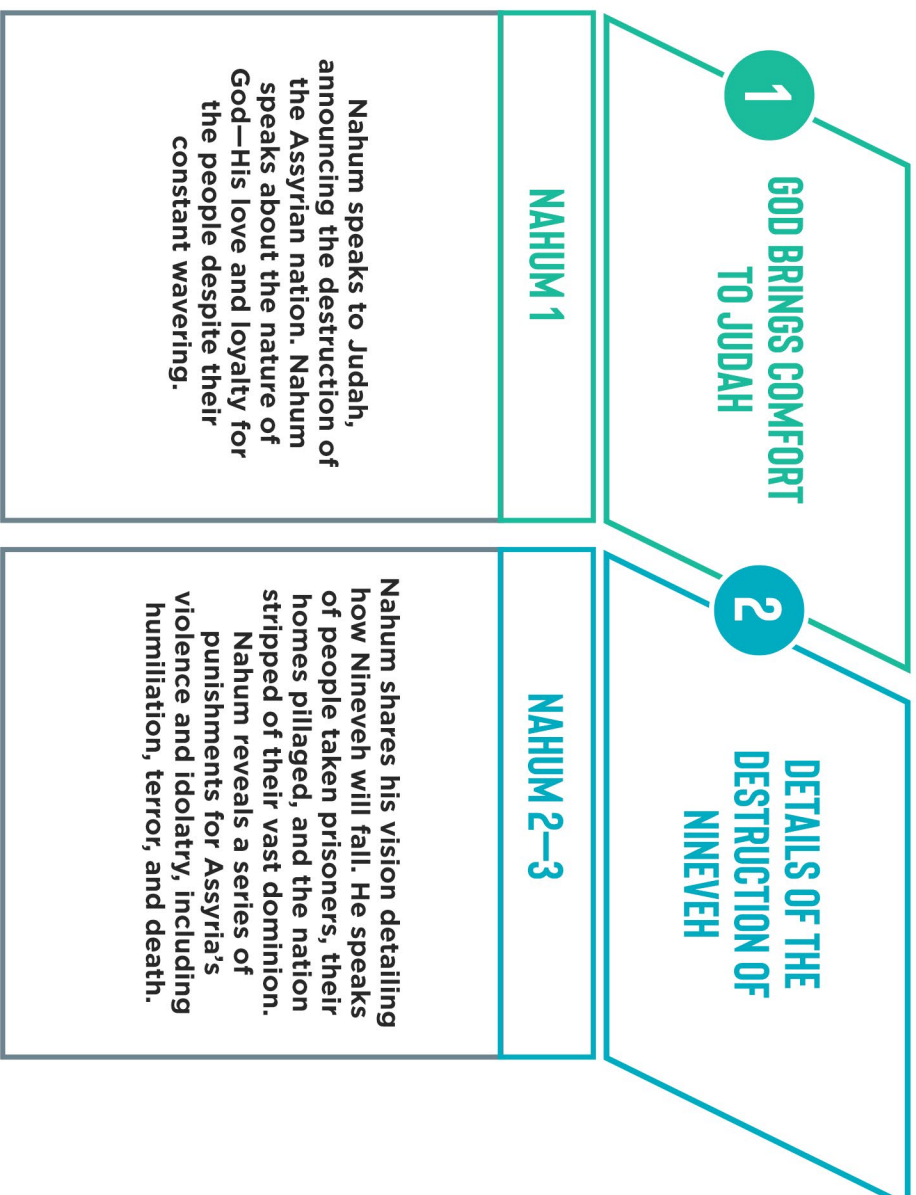 1
GOD BRINGS COMFORT
TO JUDAH
NAHUM 1
Nahum speaks to Judah,
announcing the destruction of
the Assyrian nation. Nahum
speaks about the nature of
God—His love and loyalty for
the people despite their
constant wavering.
2
DETAILS OF THE
DESTRUCTION OF
NINEVEH
NAHUM 2—3
Nahum shares his vision detailing
how Nineveh will fall. He speaks
of people taken prisoners, their
homes pillaged, and the nation
stripped of their vast dominion.
Nahum reveals a series of
punishments for Assyria’s
violence and idolatry, including
humiliation, terror, and death.